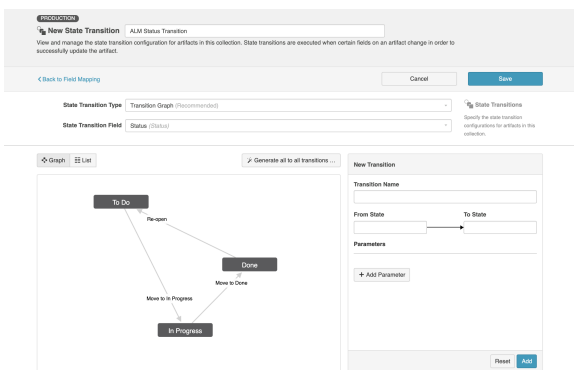 PRODUCTION
New State Transition
ALM Status Transition
View and manage the state transition configuration for artifacts in this collection. State transitions are executed when certain fields on an artifact change in order to
successfully update the artifact.
Back to Field Mapping
Cancel
Save
State Transition Type
Transition Graph (Recommended)
State Transition Field
Status (Status)
State Transitions
Specify the state transition
configurations for artifacts in this
collection.
Graph
List
Generate all to all transitions ...
To Do
Re-open
Done
Move to Done
Move to In Progress
In Progress
New Transition
Transition Name
From State
To State
Parameters
+ Add Parameter
Reset
Add